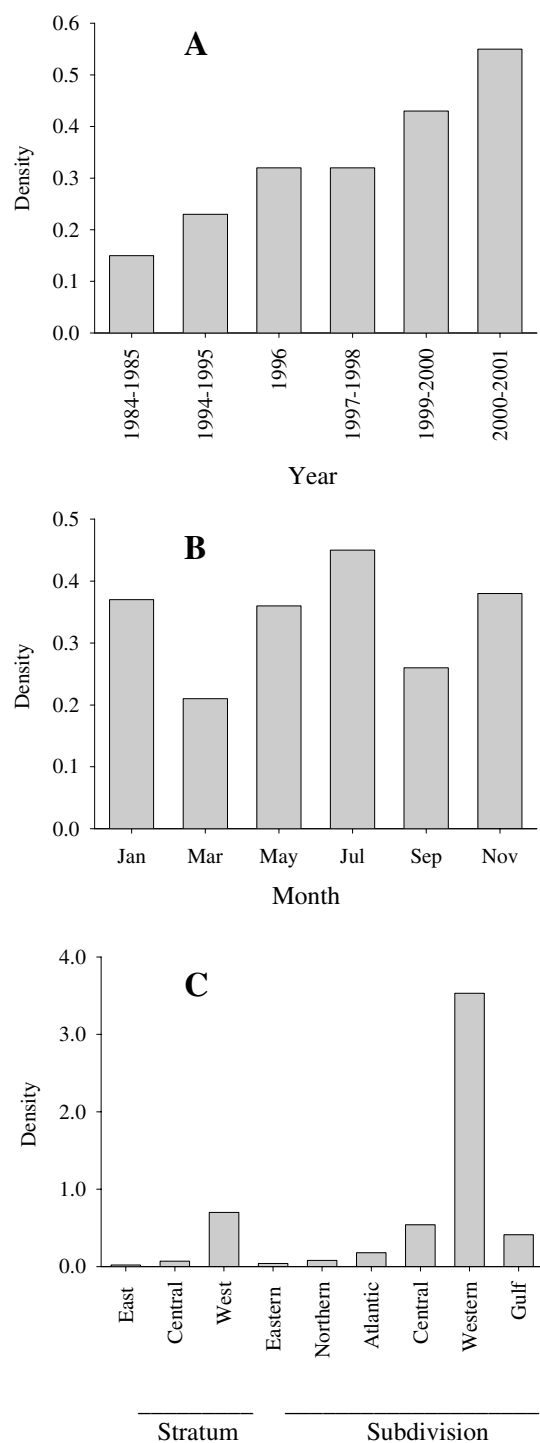 A
Density
0.6
0.5
0.4
0.3
0.2
0.1
0.0
1984-1985
1994-1995
1996
1997-1998
1999-2000
2000-2001
Year
B
Density
0.5
0.4
0.3
0.2
0.1
0.0
Jan Mar May Jul Sep Nov
Month
C
Density
4.0
3.0
2.0
1.0
0.0
East
Central
West
Eastern
Northern
Atlantic
Central
Western
Gulf
Stratum Subdivision